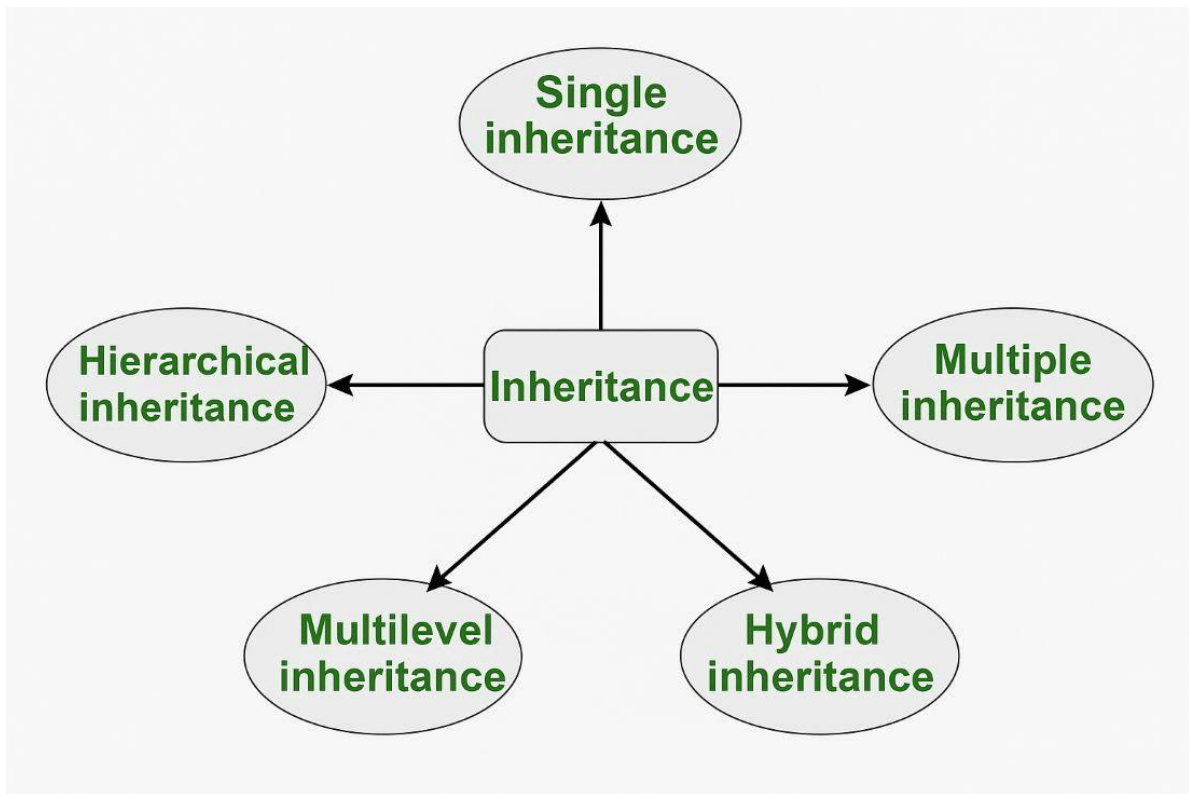 Single
inheritance
Hierarchical
inheritance
Inheritance
Multiple
inheritance
Multilevel
inheritance
Hybrid
inheritance